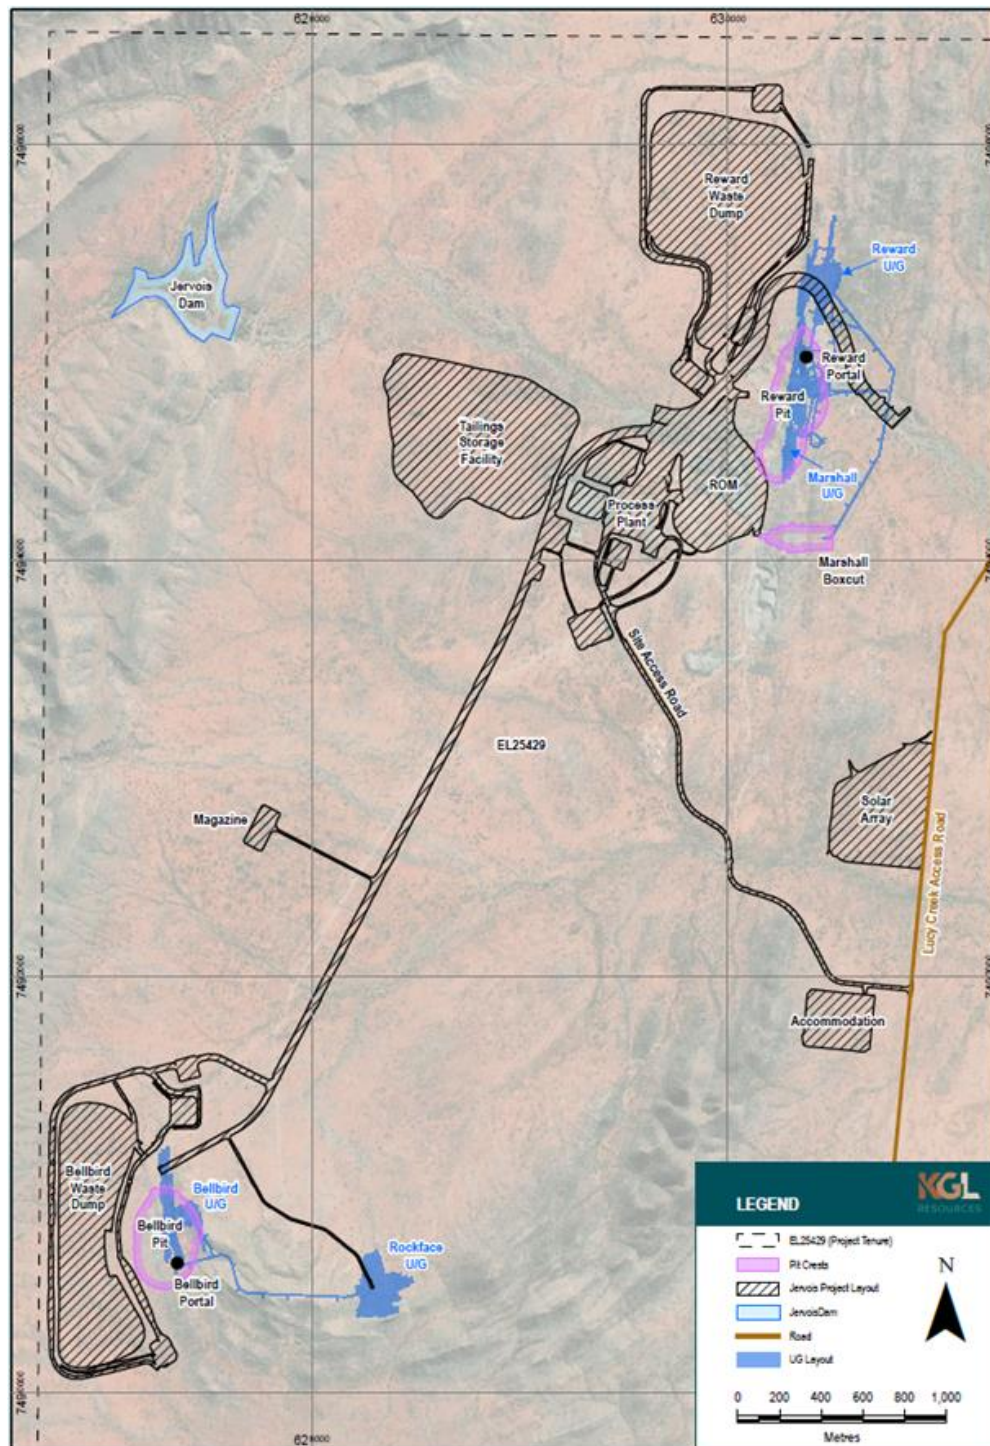 628000
630000
7496000
Reward
Waste
Dump
Reward
U/G
Jervois
Dam
Reward
Portal
Reward
Pit
Tailings
Storage
Facility
Marshall
U/G
ROM
Process
Plant
Marshall
Boxcut
Site Access Road
EL25429
Solar
Array
Magazine
Lucy Creek Access Road
Accommodation
Bellbird
Waste
Dump
Bellbird
U/G
Bellbird
Pit
Rockface
U/G
Bellbird
Portal
KGL
RESOURCES
LEGEND
EL25429 (Project Tenure)
Pit Crests
Jervois Project Layout
JervoisDam
Road
UG Layout
N
0 200 400 600 800 1,000
Metres